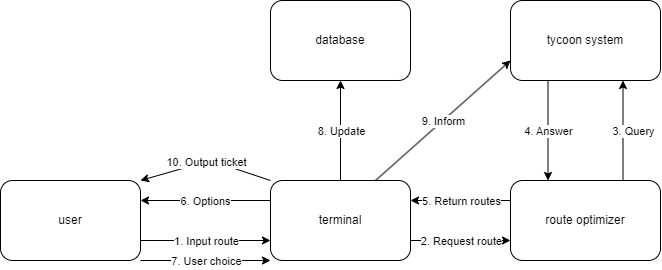 database
tycoon system
9. Inform
8. Update
4. Answer
3. Query
10. Output ticket
6. Options
5. Return routes
user
terminal
route optimizer
1. Input route
2. Request route
7. User choice